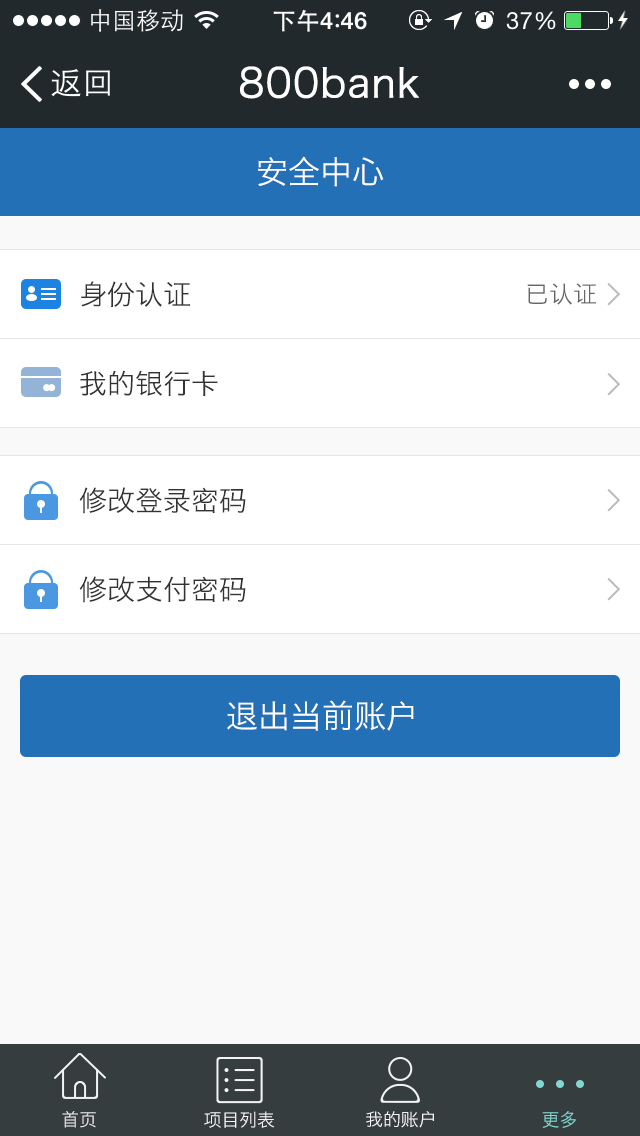 中国移动 下午4:46 37%
返回 800bank
安全中心
身份认证 已认证
我的银行卡
修改登录密码
修改支付密码
退出当前账户
首页 项目列表 我的账户 更多